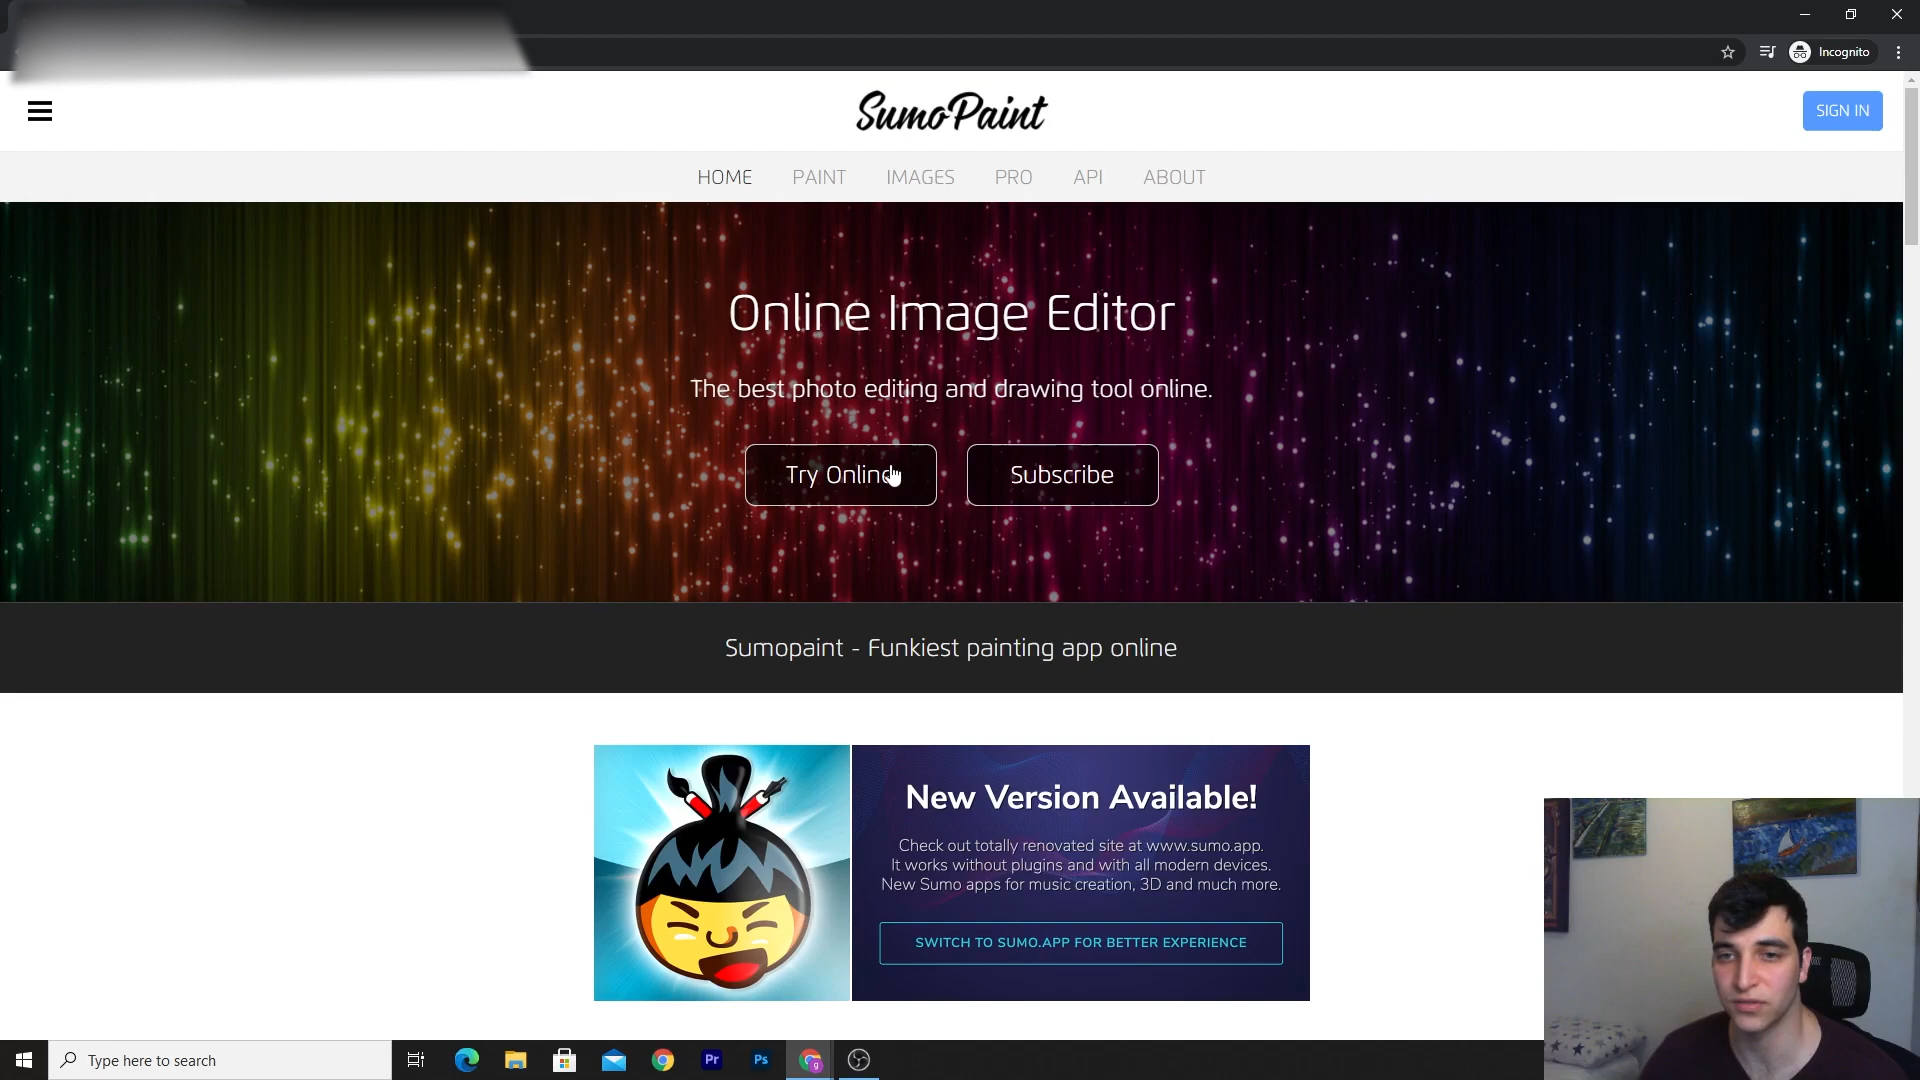 Incognito
SumoPaint
SIGN IN
HOME PAINT IMAGES PRO API ABOUT
Online Image Editor
The best photo editing and drawing tool online.
Try Online Subscribe
Sumopaint - Funkiest painting app online
New Version Available!
Check out totally renovated site at www.sumo.app.
It works without plugins and with all modern devices.
New Sumo apps for music creation, 3D and much more.
SWITCH TO SUMO.APP FOR BETTER EXPERIENCE
Type here to search
Pr Ps
g